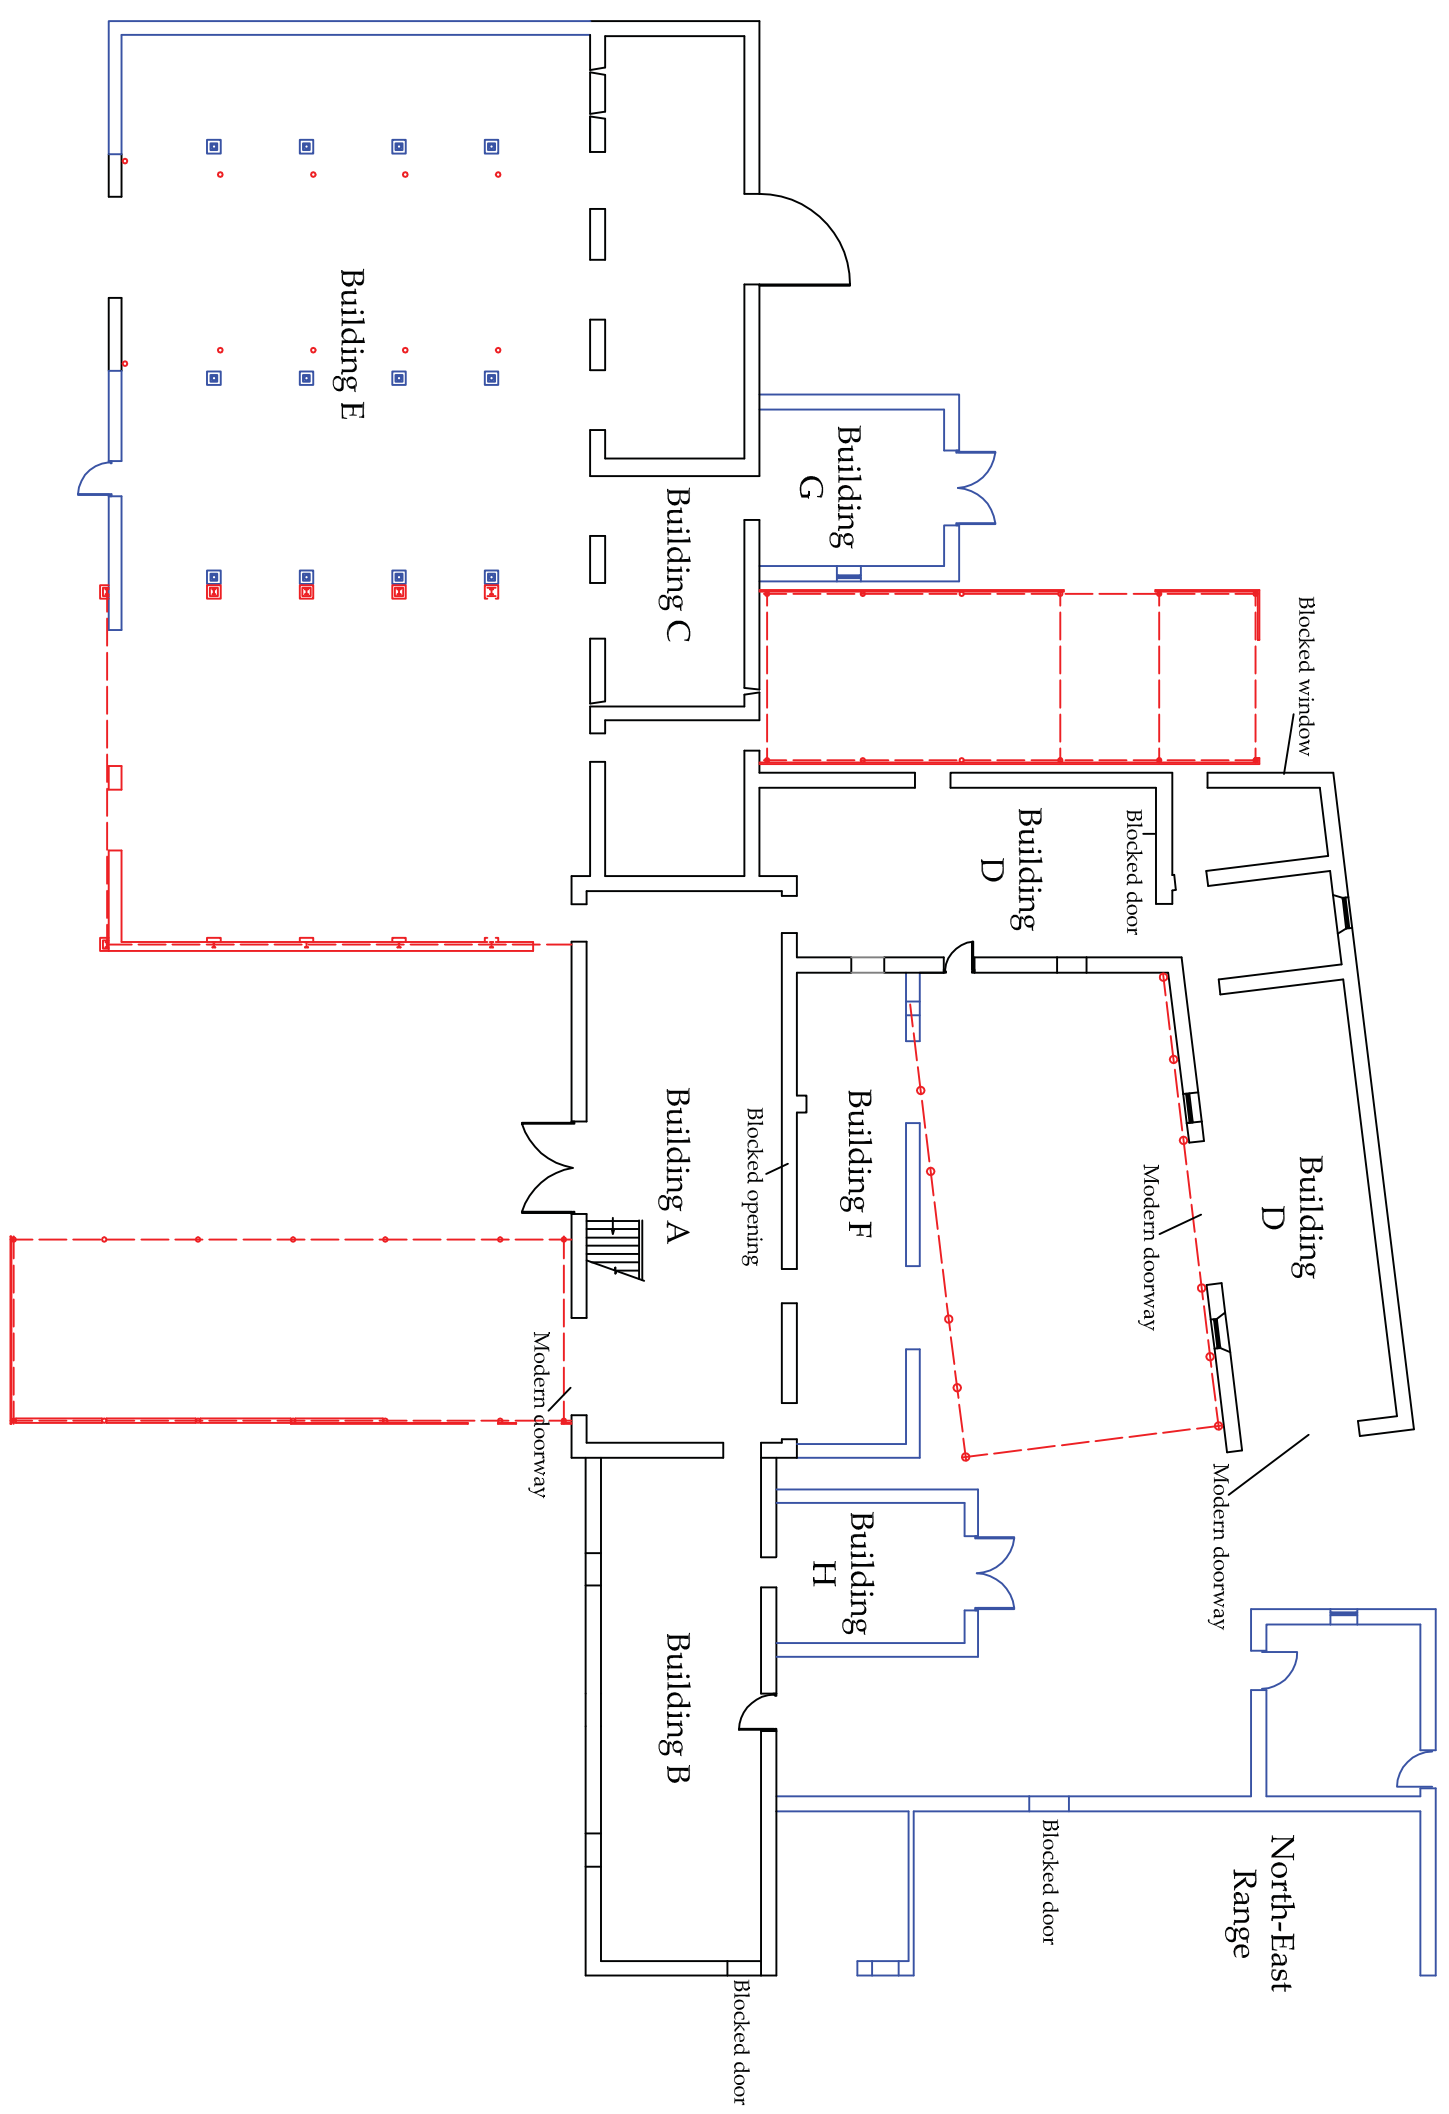 Blocked window
Building
D
North-East
Range
Modern doorway
Modern doorway
Blocked door
Blocked door
Building
D
Building
G
Building F
Building
H
Blocked opening
Blocked door
Building C
Building A
Building B
Modern doorway
Building E